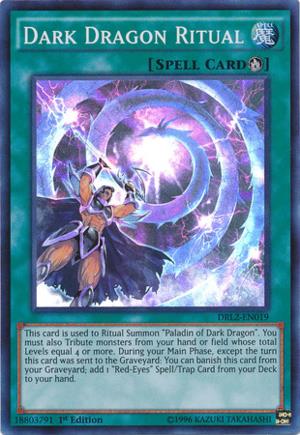 DARK DRAGON RITUAL
SPELL
魔
[SPELL CARD]
DRL2-EN019
This card is used to Ritual Summon "Paladin of Dark Dragon". You
must also Tribute monsters from your hand or field whose total
Levels equal 4 or more. During your Main Phase, except the turn
this card was sent to the Graveyard: You can banish this card from
your Graveyard; add 1 "Red-Eyes" Spell/Trap Card from your Deck
to your hand.
18803791 1st Edition ©1996 KAZUKI TAKAHASHI